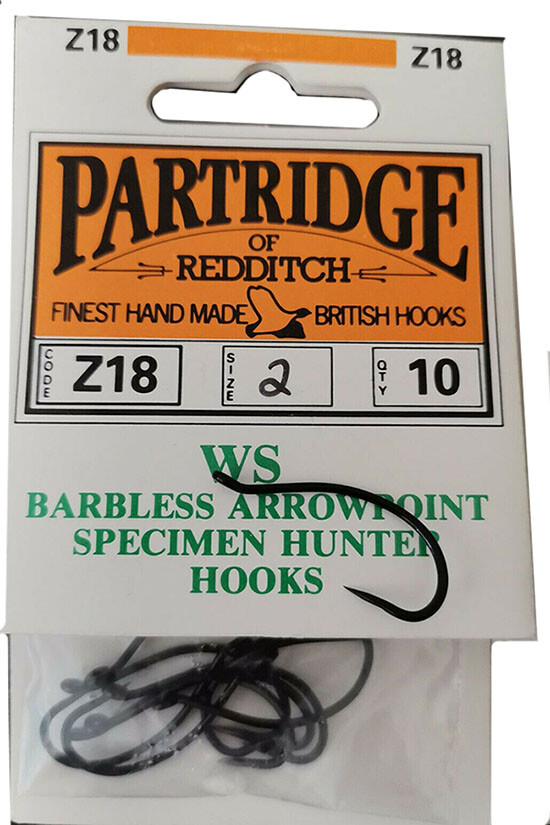 Z18 Z18
PARTRIDGE
OF
REDDITCH
FINEST HAND MADE BRITISH HOOKS
CODE Z18 SIZE 2 QTY 10
WS
BARBLESS ARROWPOINT
SPECIMEN HUNTER
HOOKS